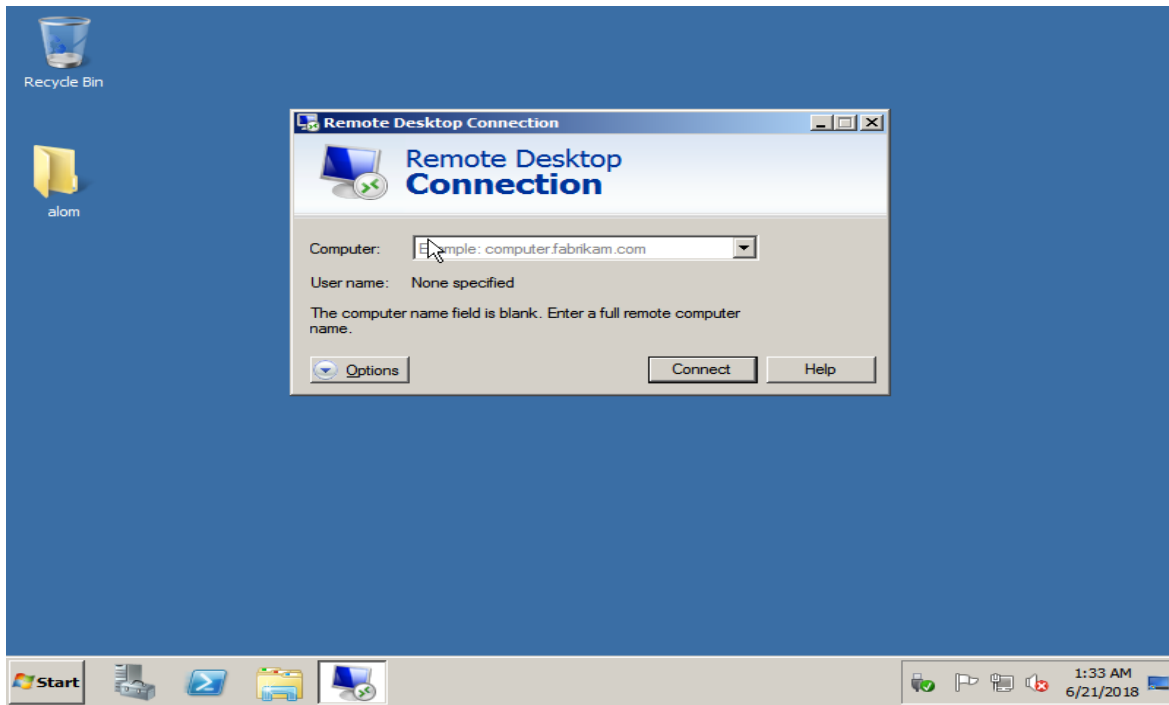 Recycle Bin
alom
Remote Desktop Connection
Remote Desktop
Connection
Computer: Example: computer.fabrikam.com
User name: None specified
The computer name field is blank. Enter a full remote computer
name.
Options Connect Help
Start
1:33 AM
6/21/2018